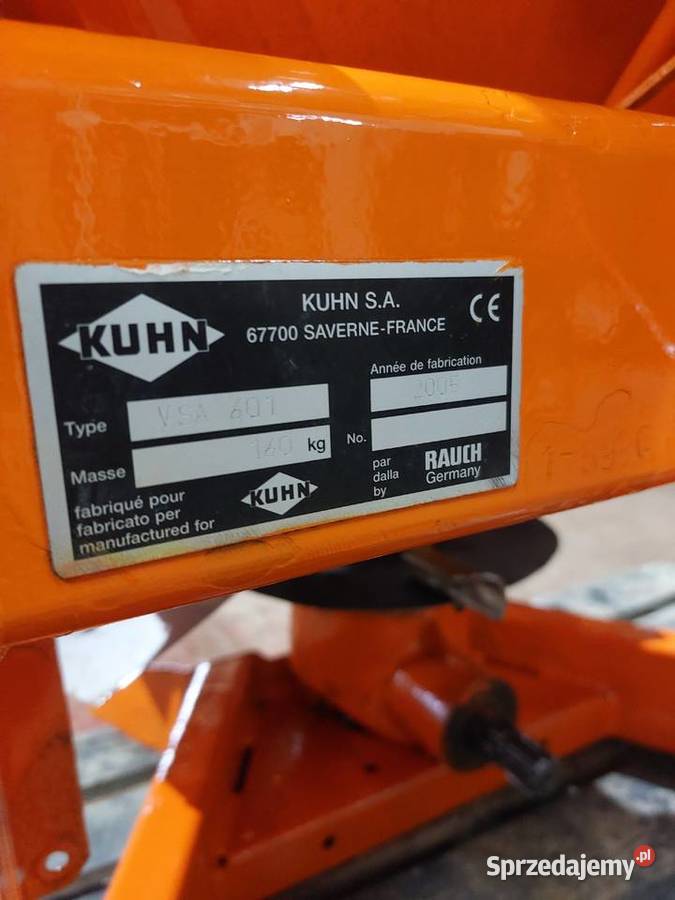 KUHN
KUHN S.A.
67700 SAVERNE-FRANCE
CE
Type VSA 601
Année de fabrication
2005
Masse 160 kg
No.
fabriqué pour
fabricato per
manufactured for
KUHN
par
dalla
by
RAUCH
Germany
Sprzedajemy.pl